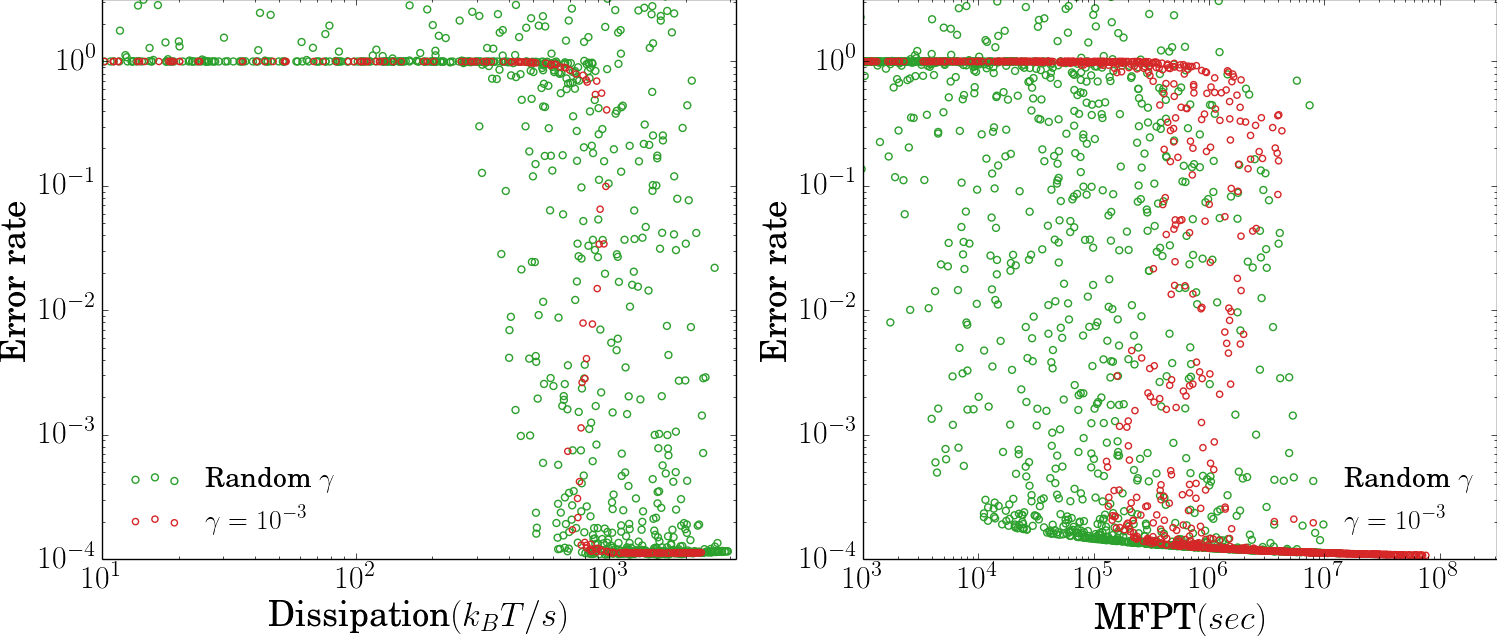 Error rate
10^0
10^{-1}
10^{-2}
10^{-3}
10^{-4}
Random γ
γ = 10^{-3}
10^1 10^2 10^3
Dissipation(k_BT/s)
Error rate
10^0
10^{-1}
10^{-2}
10^{-3}
10^{-4}
Random γ
γ = 10^{-3}
10^3 10^4 10^5 10^6 10^7 10^8
MFPT(sec)